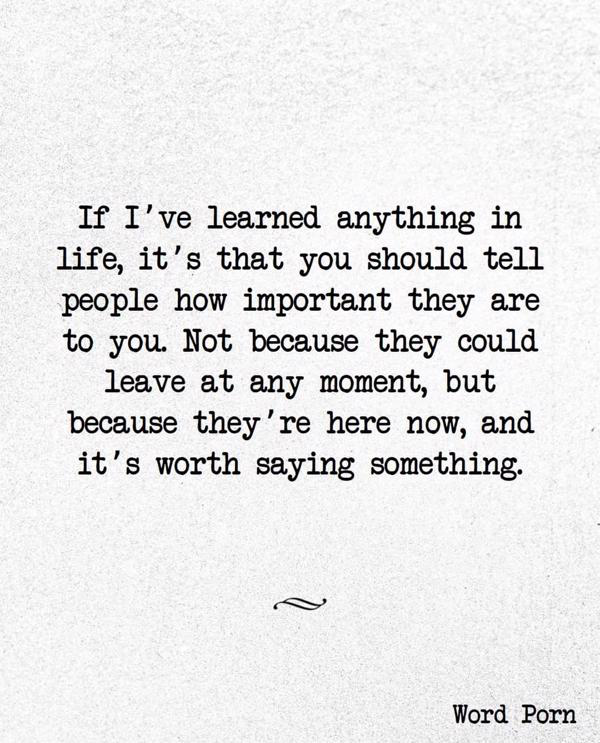 If I've learned anything in
life, it's that you should tell
people how important they are
to you. Not because they could
leave at any moment, but
because they're here now, and
it's worth saying something.
Word Porn